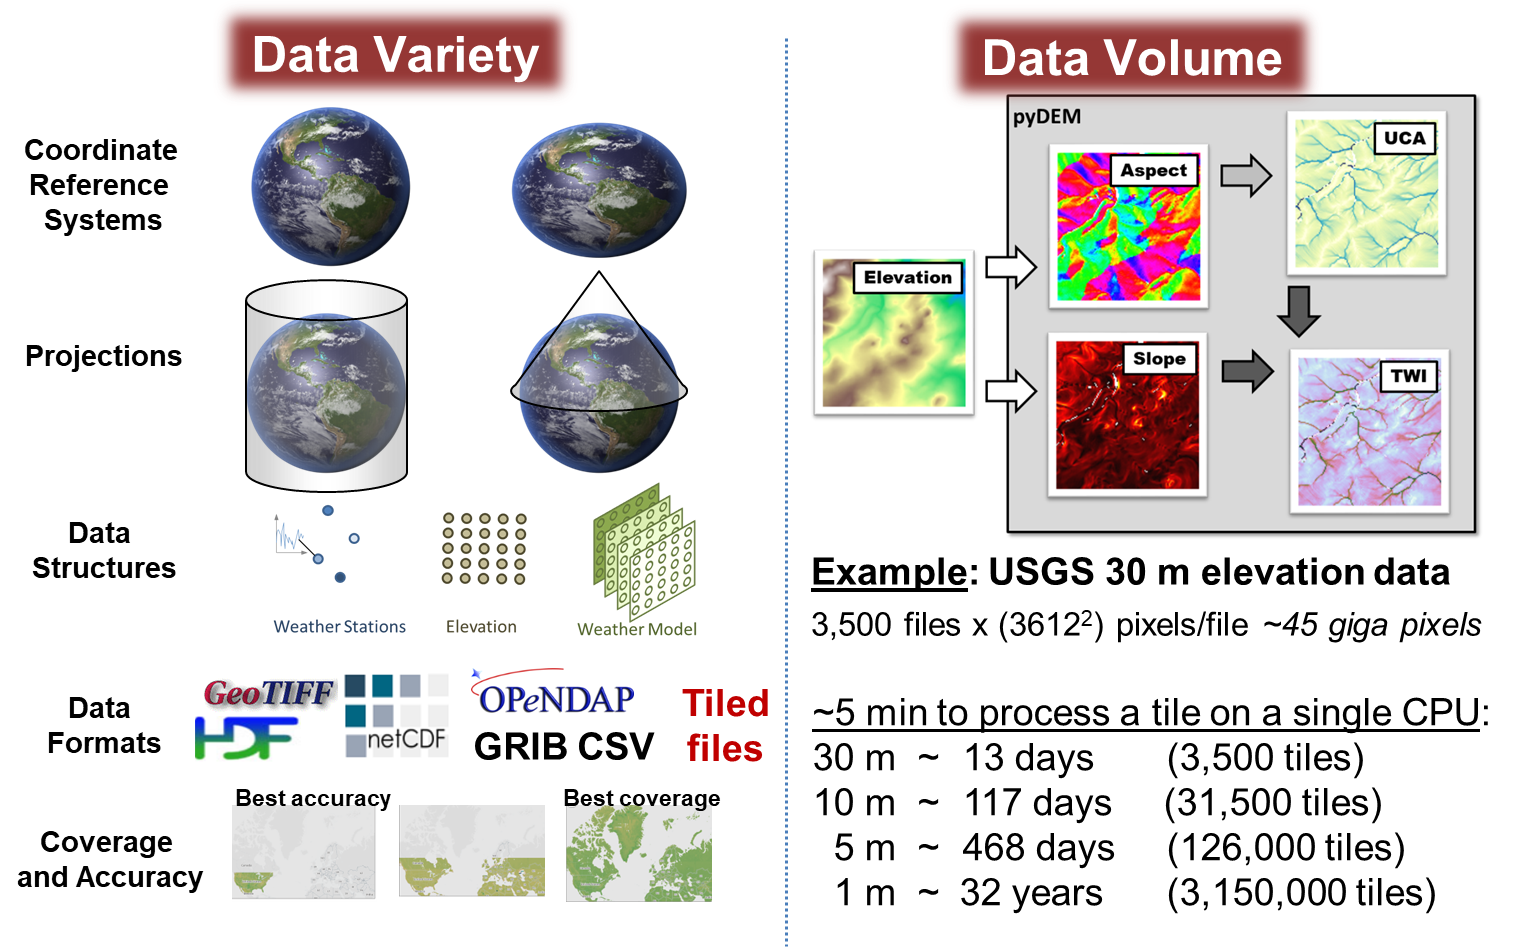 Data Variety
Coordinate
Reference
Systems
Projections
Data
Structures
Weather Stations
Elevation
Weather Model
Data
Formats
GeoTIFF
HDF
netCDF
OPeNDAP
GRIB CSV
Tiled
files
Coverage
and Accuracy
Best accuracy
Best coverage
Data Volume
pyDEM
Elevation
Aspect
UCA
Slope
TWI
Example: USGS 30 m elevation data
3,500 files x (3612²) pixels/file ~45 giga pixels
~5 min to process a tile on a single CPU:
30 m ~ 13 days (3,500 tiles)
10 m ~ 117 days (31,500 tiles)
5 m ~ 468 days (126,000 tiles)
1 m ~ 32 years (3,150,000 tiles)